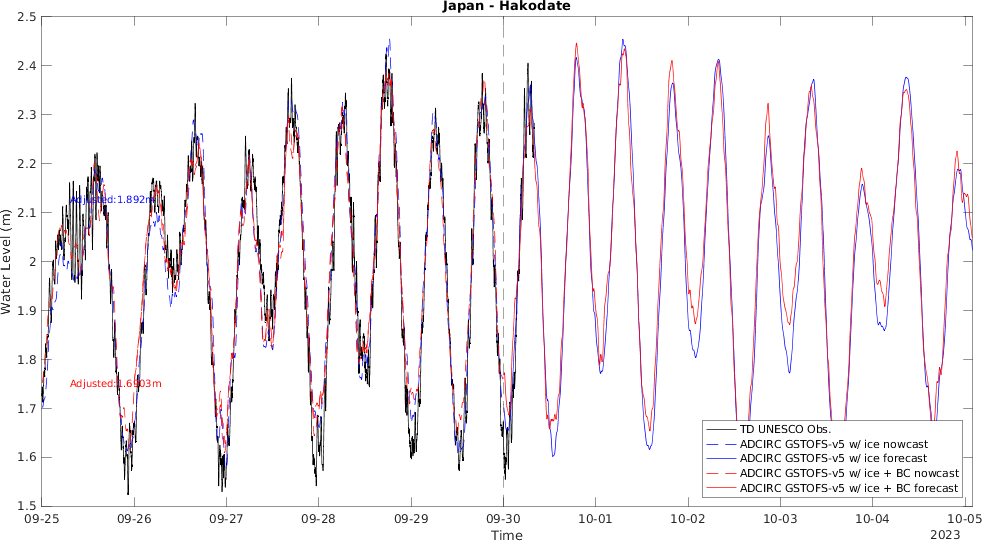 Japan - Hakodate
2.5
2.4
2.3
2.2
2.1
2
1.9
1.8
1.7
1.6
1.5
Water Level (m)
Adjusted:1.892m
Adjusted:1.6903m
TD UNESCO Obs.
ADCIRC GSTOFS-v5 w/ ice nowcast
ADCIRC GSTOFS-v5 w/ ice forecast
ADCIRC GSTOFS-v5 w/ ice + BC nowcast
ADCIRC GSTOFS-v5 w/ ice + BC forecast
09-25 09-26 09-27 09-28 09-29 09-30 10-01 10-02 10-03 10-04 10-05
Time
2023